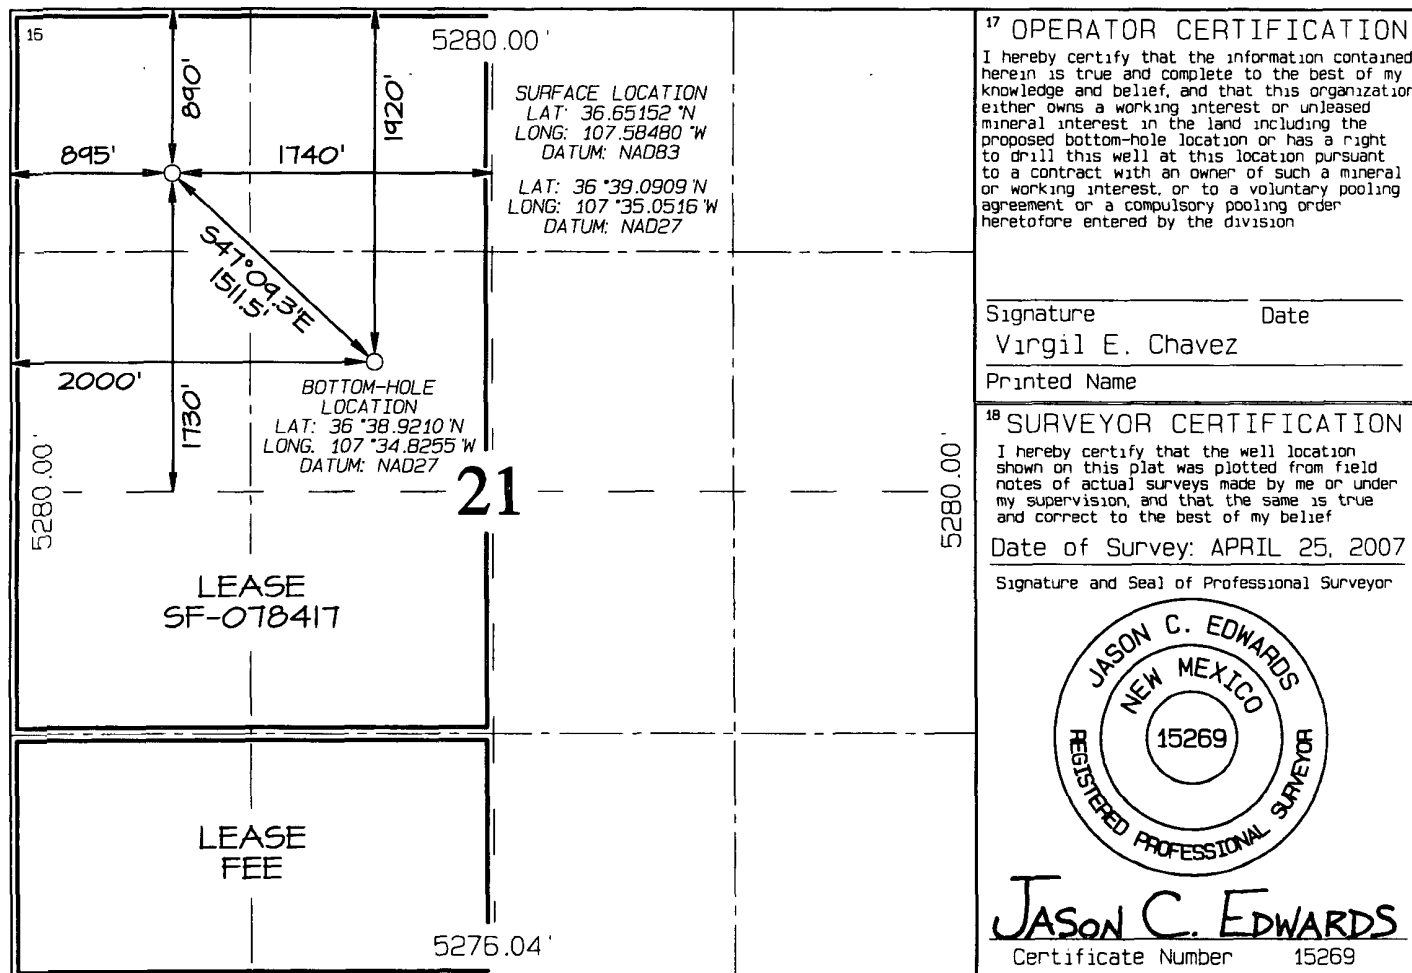 16
5280.00'
890'
1920'
895'
1740'
SURFACE LOCATION
LAT: 36.65152 °N
LONG: 107.58480 °W
DATUM: NAD83
LAT: 36 °39.0909 'N
LONG: 107 °35.0516 'W
DATUM: NAD27
S47°09.3'E
1511.5'
2000'
1730'
BOTTOM-HOLE
LOCATION
LAT: 36 °38.9210 'N
LONG. 107 °34.8255 'W
DATUM: NAD27
5280.00'
21
5280.00'
LEASE
SF-078417
LEASE
FEE
5276.04'
17 OPERATOR CERTIFICATION
I hereby certify that the information contained
herein is true and complete to the best of my
knowledge and belief, and that this organization
either owns a working interest or unleased
mineral interest in the land including the
proposed bottom-hole location or has a right
to drill this well at this location pursuant
to a contract with an owner of such a mineral
or working interest, or to a voluntary pooling
agreement or a compulsory pooling order
heretofore entered by the division
Signature Date
Virgil E. Chavez
Printed Name
18 SURVEYOR CERTIFICATION
I hereby certify that the well location
shown on this plat was plotted from field
notes of actual surveys made by me or under
my supervision, and that the same is true
and correct to the best of my belief
Date of Survey: APRIL 25, 2007
Signature and Seal of Professional Surveyor
JASON C. EDWARDS
NEW MEXICO
15269
REGISTERED PROFESSIONAL SURVEYOR
JASON C. EDWARDS
Certificate Number 15269